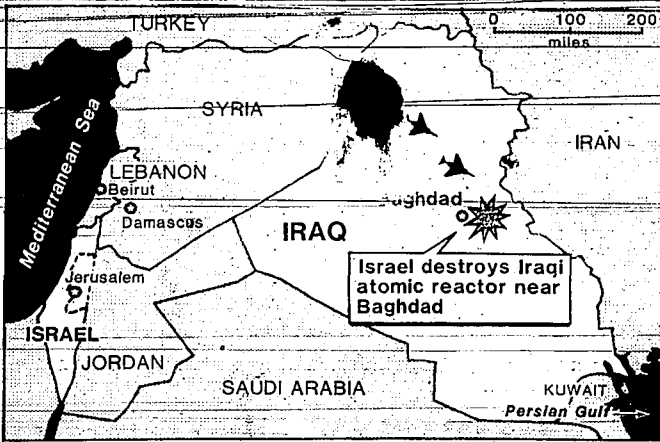 TURKEY
0 100 200
miles
SYRIA
Mediterranean Sea
IRAN
LEBANON
Beirut
Damascus
IRAQ
Jerusalem
Israel destroys Iraqi
atomic reactor near
Baghdad
ISRAEL
JORDAN
SAUDI ARABIA
KUWAIT
Persian Gulf